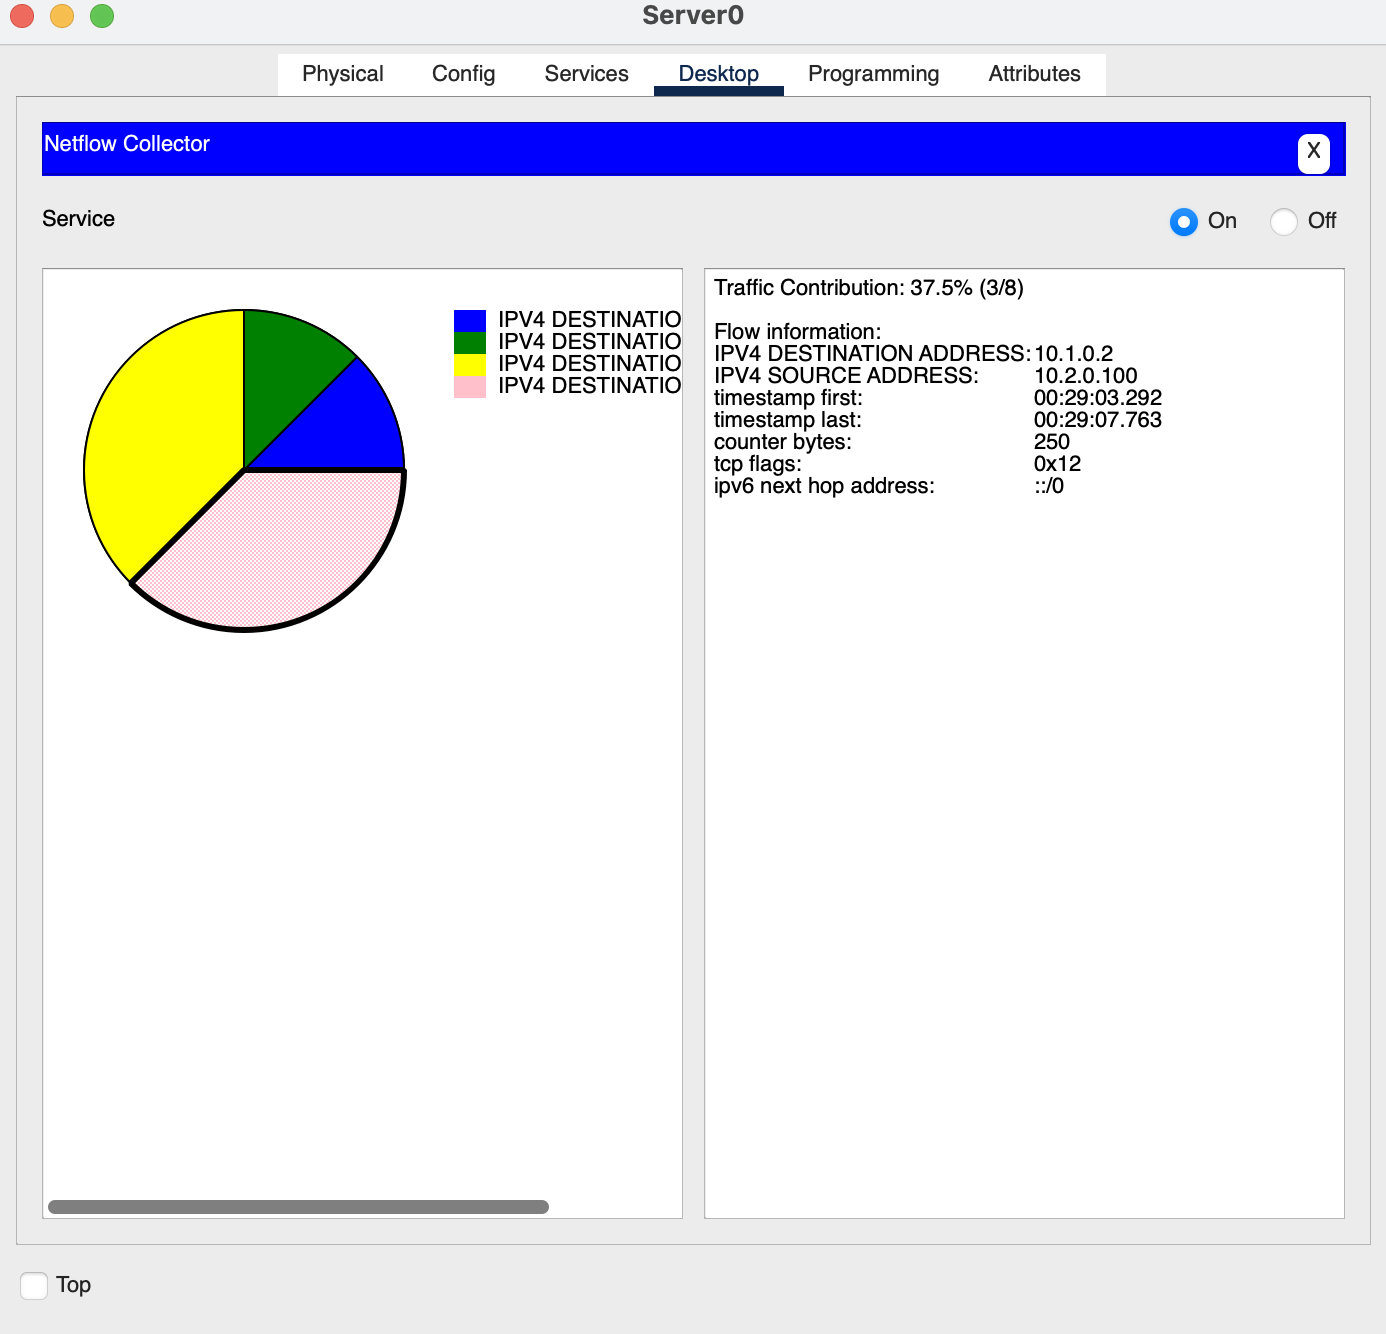 Server0
Physical Config Services Desktop Programming Attributes
Netflow Collector
X
Service
On Off
IPV4 DESTINATIO
IPV4 DESTINATIO
IPV4 DESTINATIO
IPV4 DESTINATIO
Traffic Contribution: 37.5% (3/8)
Flow information:
IPV4 DESTINATION ADDRESS: 10.1.0.2
IPV4 SOURCE ADDRESS: 10.2.0.100
timestamp first: 00:29:03.292
timestamp last: 00:29:07.763
counter bytes: 250
tcp flags: 0x12
ipv6 next hop address: ::/0
Top